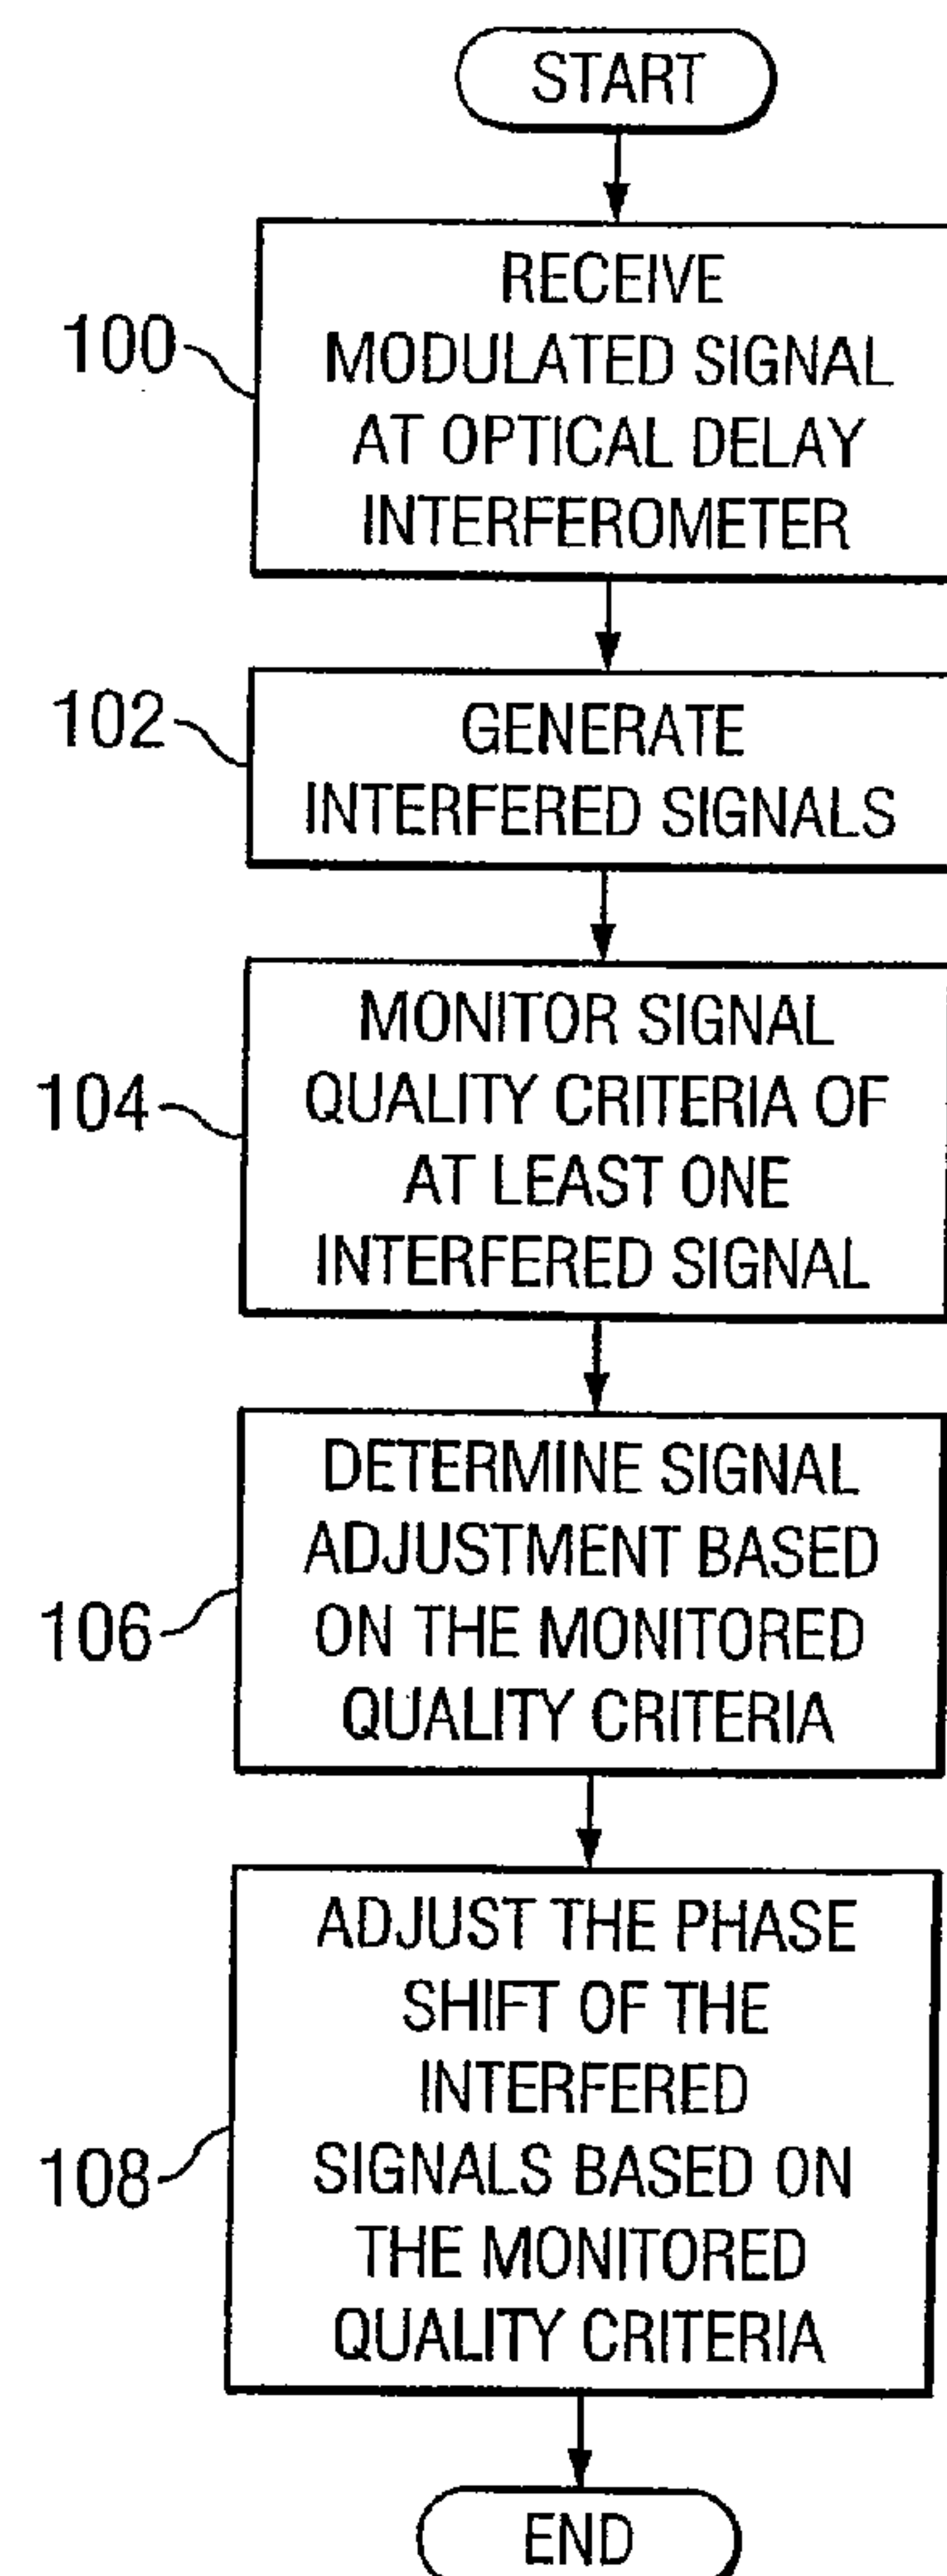 START
100
RECEIVE
MODULATED SIGNAL
AT OPTICAL DELAY
INTERFEROMETER
102
GENERATE
INTERFERED SIGNALS
104
MONITOR SIGNAL
QUALITY CRITERIA OF
AT LEAST ONE
INTERFERED SIGNAL
106
DETERMINE SIGNAL
ADJUSTMENT BASED
ON THE MONITORED
QUALITY CRITERIA
108
ADJUST THE PHASE
SHIFT OF THE
INTERFERED
SIGNALS BASED ON
THE MONITORED
QUALITY CRITERIA
END